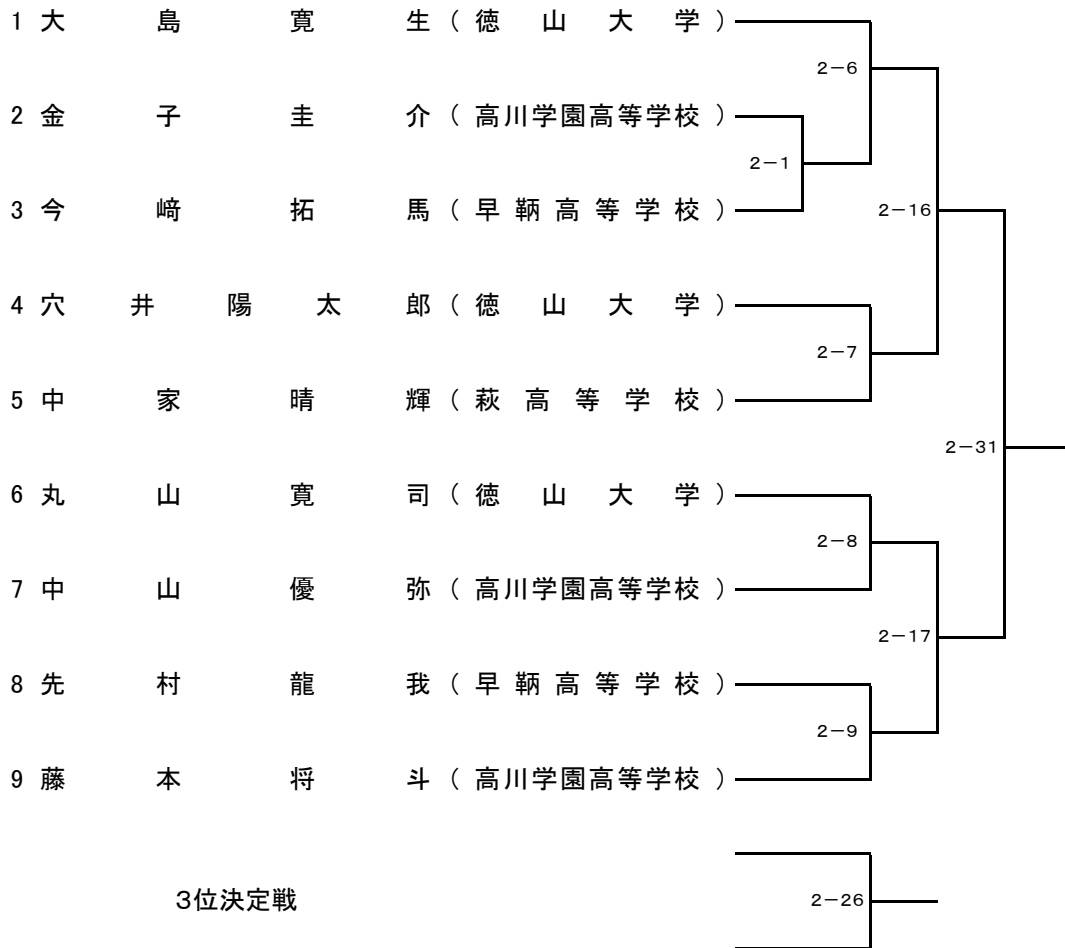 1 大島寛生(徳山大学)
2-6
2 金子圭介(高川学園高等学校)
2-1
3 今﨑拓馬(早鞆高等学校)
2-16
4 穴井陽太郎(徳山大学)
2-7
5 中家晴輝(萩高等学校)
2-31
6 丸山寛司(徳山大学)
2-8
7 中山優弥(高川学園高等学校)
2-17
8 先村龍我(早鞆高等学校)
2-9
9 藤本将斗(高川学園高等学校)
3位決定戦
2-26